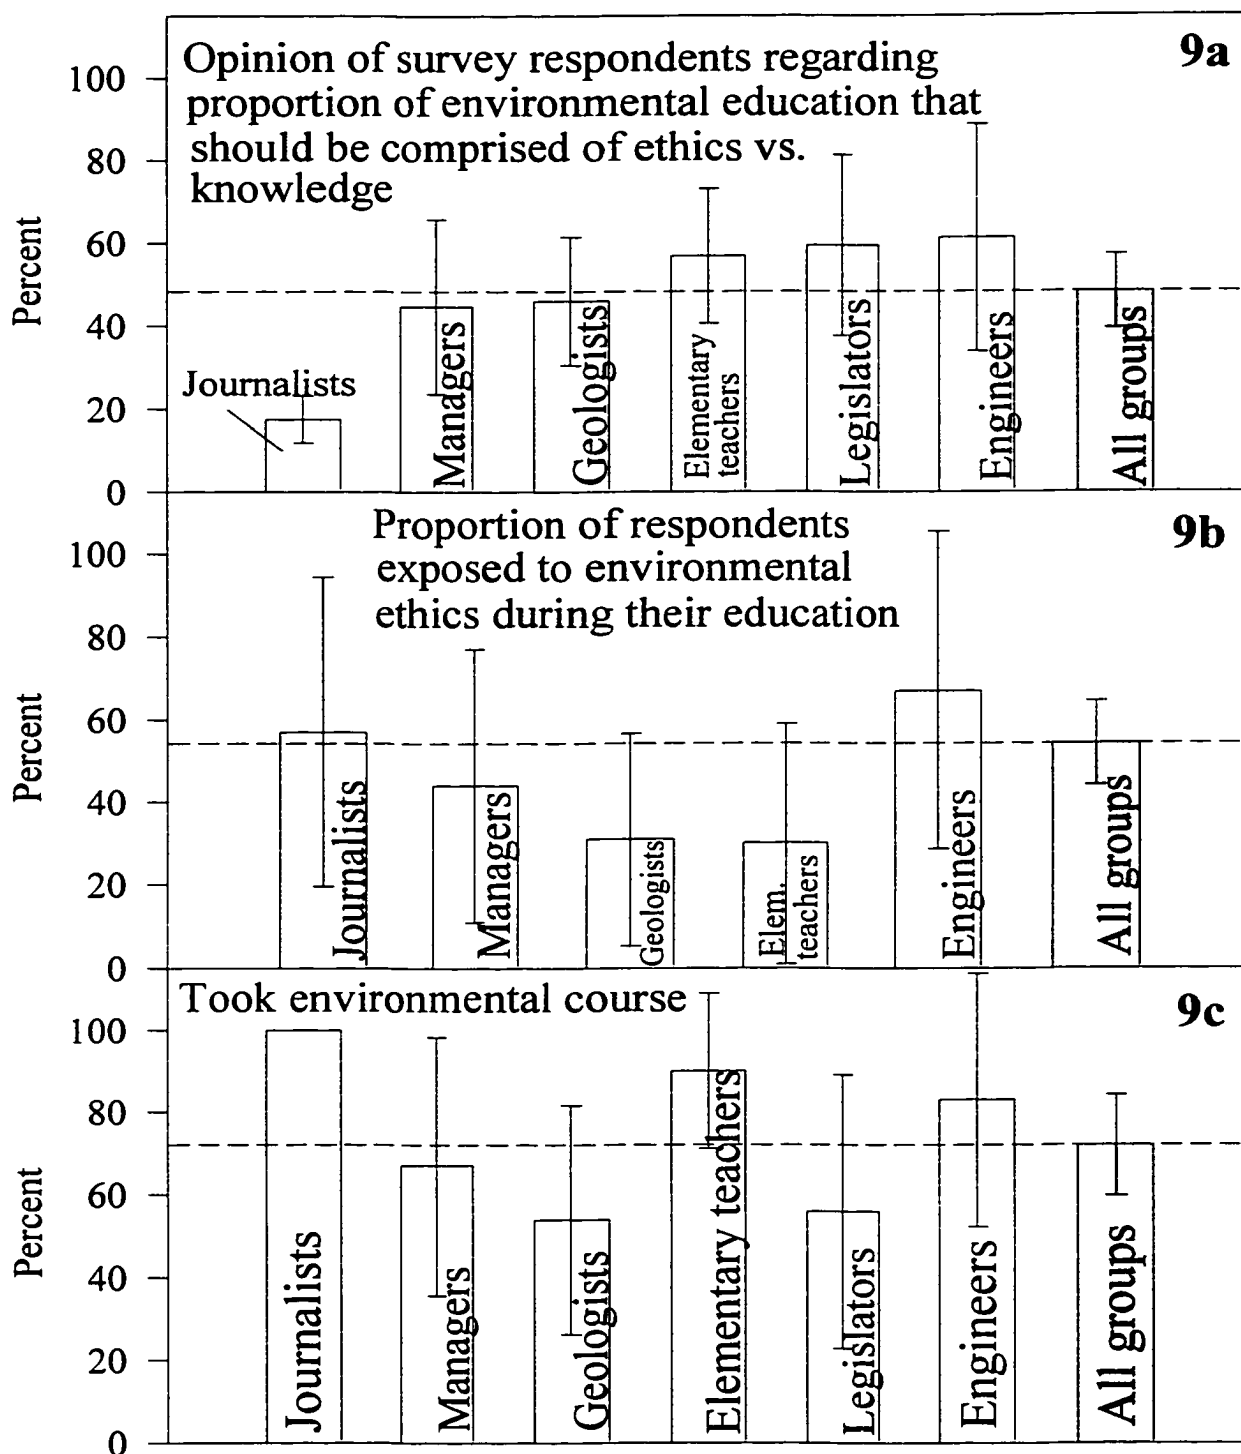 9a
Opinion of survey respondents regarding
proportion of environmental education that
should be comprised of ethics vs.
knowledge
Percent
100
80
60
40
20
0
Journalists
Managers
Geologists
Elementary
teachers
Legislators
Engineers
All groups
9b
Proportion of respondents
exposed to environmental
ethics during their education
Percent
100
80
60
40
20
0
Journalists
Managers
Geologists
Elem.
teachers
Engineers
All groups
Took environmental course
9c
Percent
100
80
60
40
20
0
Journalists
Managers
Geologists
Elementary teachers
Legislators
Engineers
All groups